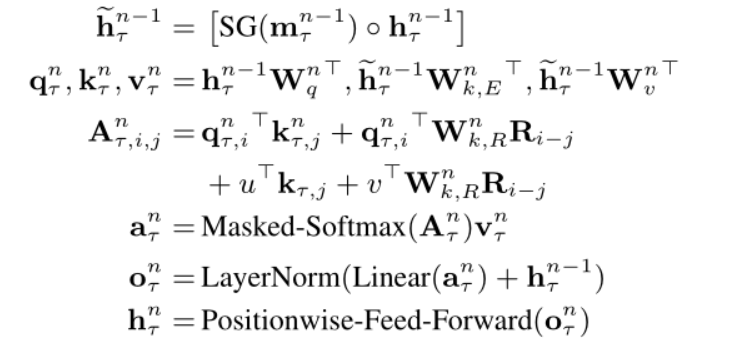 h̃_τ^{n−1} = [SG(m_τ^{n−1}) ∘ h_τ^{n−1}]
q_τ^n, k_τ^n, v_τ^n = h_τ^{n−1} W_q^{n⊤}, h̃_τ^{n−1} W_{k,E}^n ^⊤, h̃_τ^{n−1} W_v^{n⊤}
A_{τ,i,j}^n = q_{τ,i}^n ^⊤ k_{τ,j}^n + q_{τ,i}^n ^⊤ W_{k,R}^n R_{i−j}
+ u^⊤ k_{τ,j} + v^⊤ W_{k,R}^n R_{i−j}
a_τ^n = Masked-Softmax(A_τ^n)v_τ^n
o_τ^n = LayerNorm(Linear(a_τ^n) + h_τ^{n−1})
h_τ^n = Positionwise-Feed-Forward(o_τ^n)